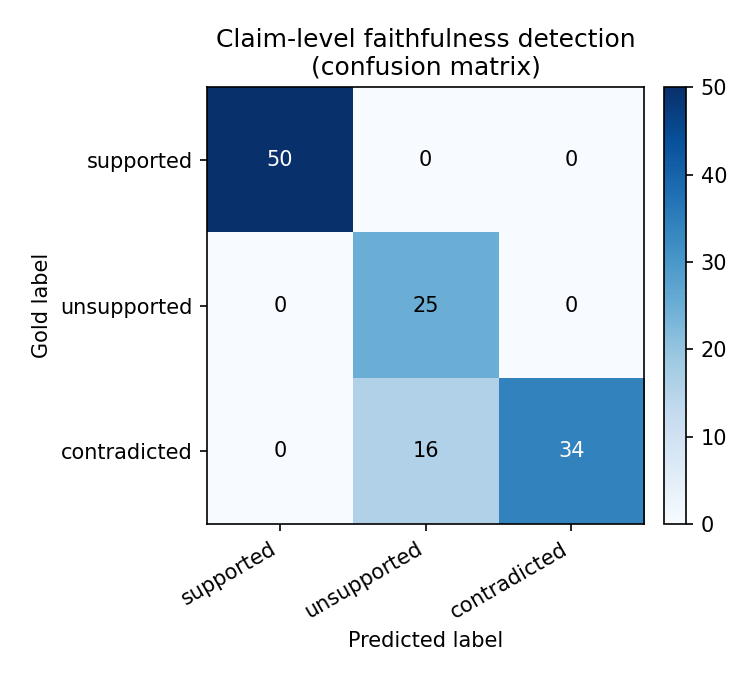 Claim-level faithfulness detection
(confusion matrix)
50
40
30
20
10
0
Gold label
supported
50 0 0
unsupported
0 25 0
contradicted
0 16 34
supported
unsupported
contradicted
Predicted label